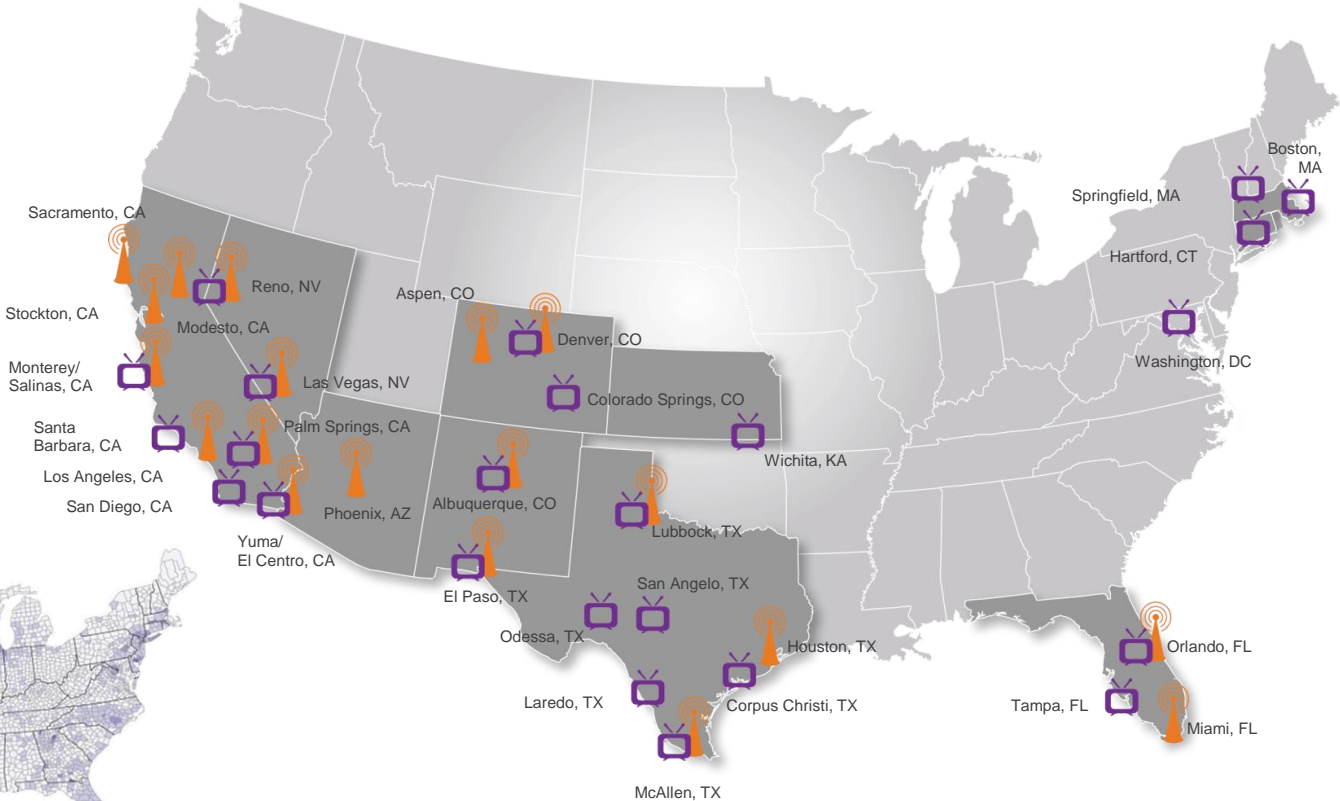 Boston,
MA
Springfield, MA
Sacramento, CA
Hartford, CT
Reno, NV
Aspen, CO
Stockton, CA
Modesto, CA
Denver, CO
Washington, DC
Monterey/
Salinas, CA
Las Vegas, NV
Colorado Springs, CO
Santa
Barbara, CA
Palm Springs, CA
Wichita, KA
Los Angeles, CA
San Diego, CA
Phoenix, AZ
Albuquerque, CO
Lubbock, TX
Yuma/
El Centro, CA
San Angelo, TX
El Paso, TX
Odessa, TX
Houston, TX
Orlando, FL
Laredo, TX
Corpus Christi, TX
Tampa, FL
Miami, FL
McAllen, TX